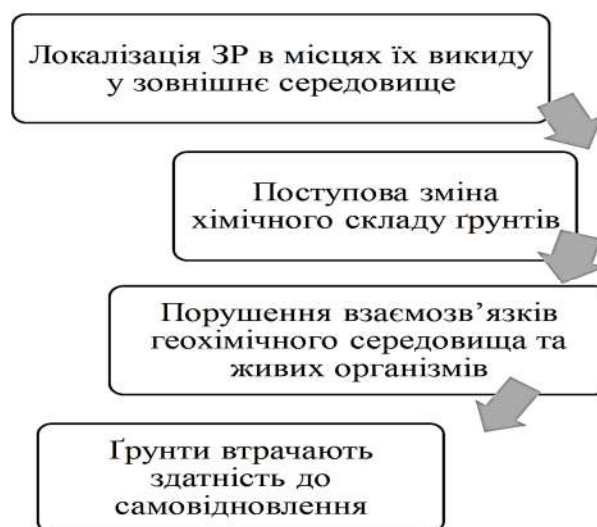 Локалізація ЗР в місцях їх викиду
у зовнішнє середовище
Поступова зміна
хімічного складу ґрунтів
Порушення взаємозв’язків
геохімічного середовища та
живих організмів
Ґрунти втрачають
здатність до
самовідновлення